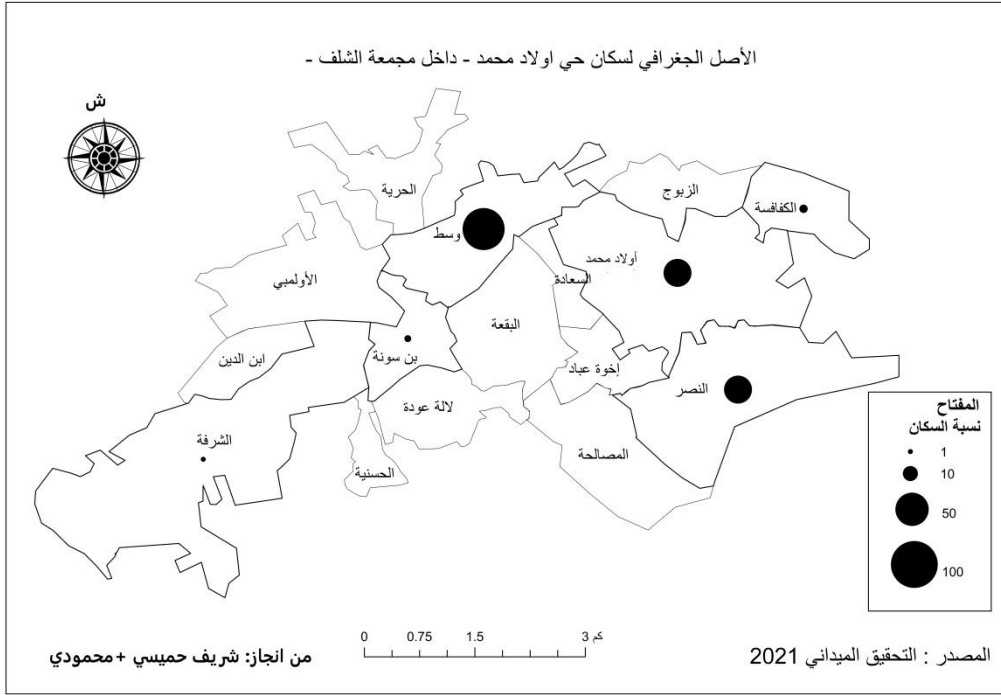 الأصل الجغرافي لسكان حي اولاد محمد - داخل مجمعة الشلف -
ش
الحرية
الزبوج
الكفافسة
وسط
أولاد محمد
السعادة
الأولمبي
البقعة
بن سونة
ابن الدين
إخوة عباد
النصر
لالة عودة
الشرفة
المصالحة
الحسنية
المفتاح
نسبة السكان
1
10
50
100
0 0.75 1.5 3 كم
من انجاز: شريف حميسي + محمودي
المصدر : التحقيق الميداني 2021